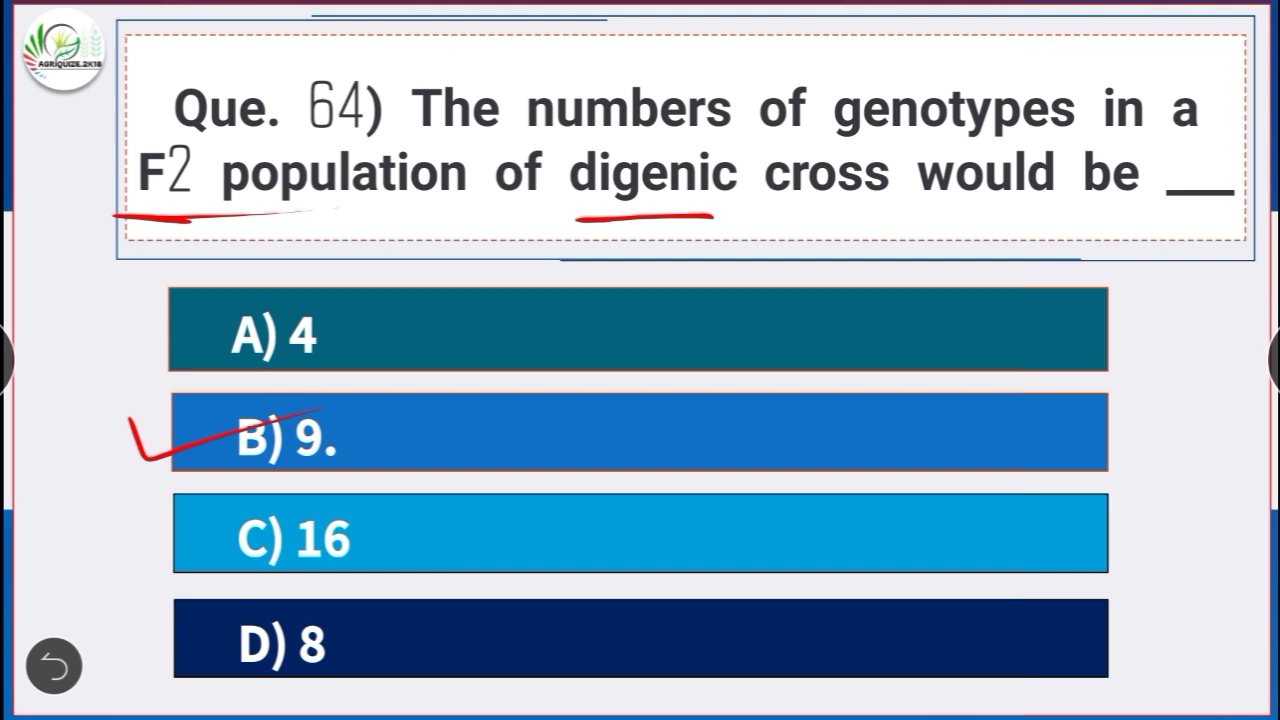 AGRIQUIZE.2K18
Que. 64) The numbers of genotypes in a
F2 population of digenic cross would be ___
A) 4
B) 9.
C) 16
D) 8